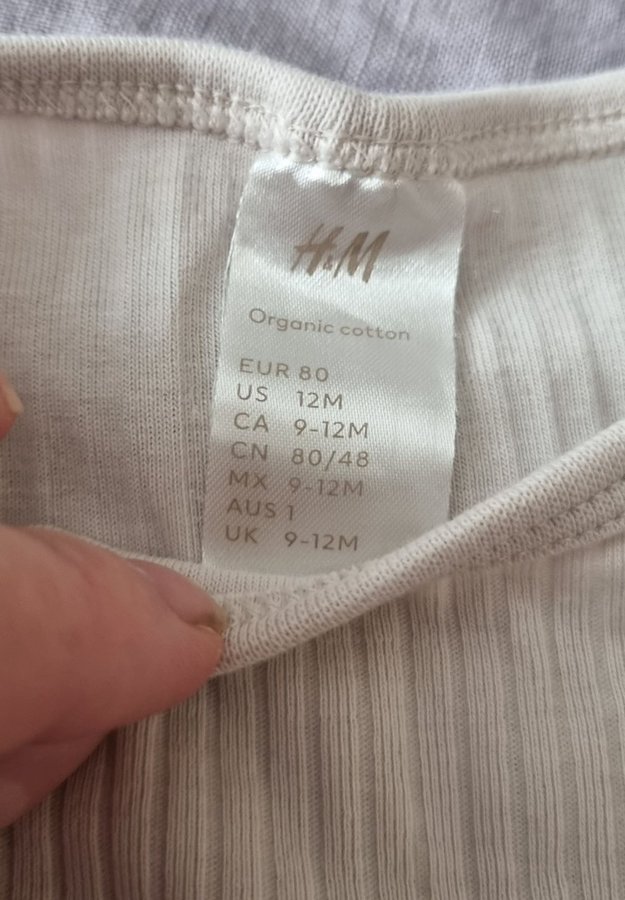 H&M
Organic cotton
EUR 80
US 12M
CA 9-12M
CN 80/48
MX 9-12M
AUS 1
UK 9-12M